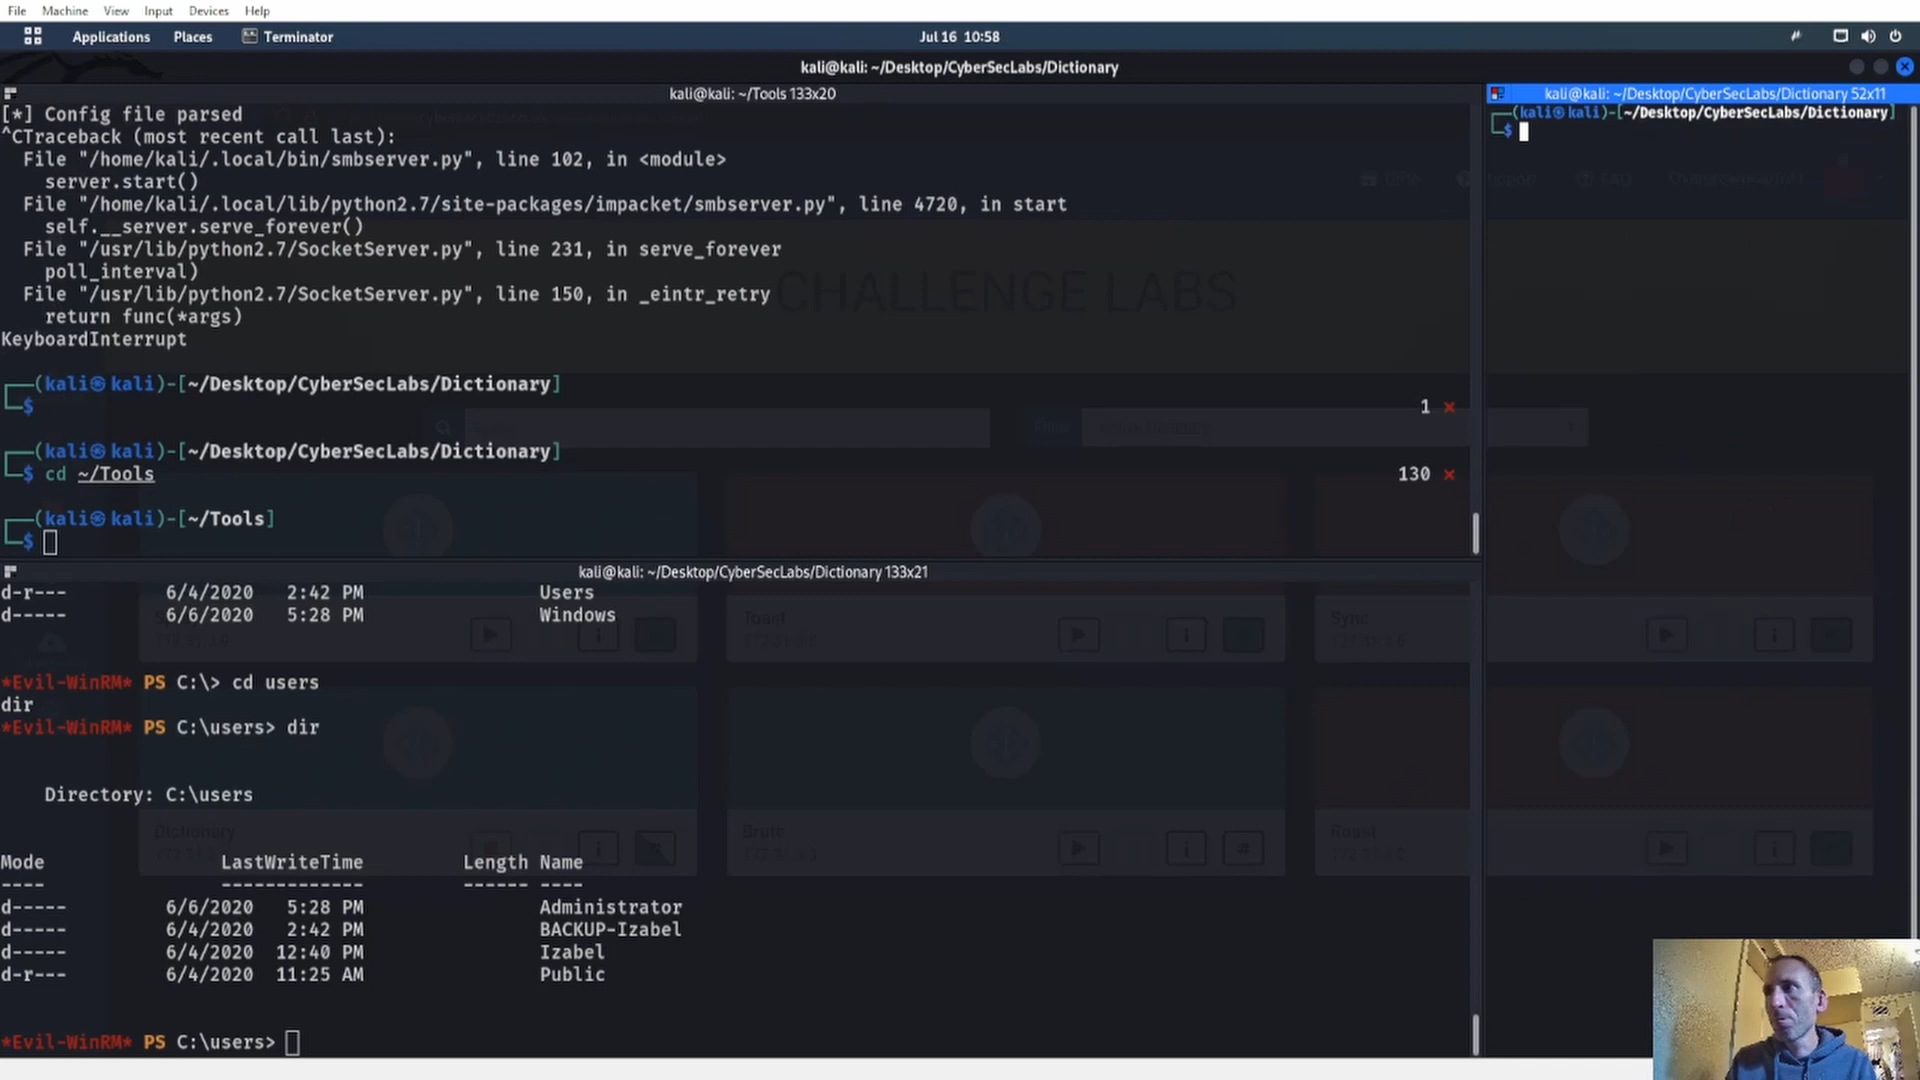 File Machine View Input Devices Help
Applications Places Terminator Jul 16 10:58
kali@kali: ~/Desktop/CyberSecLabs/Dictionary
kali@kali: ~/Tools 133x20
[*] Config file parsed
^CTraceback (most recent call last):
File "/home/kali/.local/bin/smbserver.py", line 102, in <module>
server.start()
File "/home/kali/.local/lib/python2.7/site-packages/impacket/smbserver.py", line 4720, in start
self.__server.serve_forever()
File "/usr/lib/python2.7/SocketServer.py", line 231, in serve_forever
poll_interval)
File "/usr/lib/python2.7/SocketServer.py", line 150, in _eintr_retry
return func(*args)
KeyboardInterrupt
(kali㉿kali)-[~/Desktop/CyberSecLabs/Dictionary]
$ 1 ✗
(kali㉿kali)-[~/Desktop/CyberSecLabs/Dictionary]
$ cd ~/Tools 130 ✗
(kali㉿kali)-[~/Tools]
$
kali@kali: ~/Desktop/CyberSecLabs/Dictionary 52x11
(kali㉿kali)-[~/Desktop/CyberSecLabs/Dictionary]
$
CHALLENGE LABS
kali@kali: ~/Desktop/CyberSecLabs/Dictionary 133x21
d-r--- 6/4/2020 2:42 PM Users
d----- 6/6/2020 5:28 PM Windows
Toast
Sync
*Evil-WinRM* PS C:\> cd users
dir
*Evil-WinRM* PS C:\users> dir
Directory: C:\users
Dictionary
Brute
Roast
Mode LastWriteTime Length Name
---- ------------- ------ ----
d----- 6/6/2020 5:28 PM Administrator
d----- 6/4/2020 2:42 PM BACKUP-Izabel
d----- 6/4/2020 12:40 PM Izabel
d-r--- 6/4/2020 11:25 AM Public
*Evil-WinRM* PS C:\users>